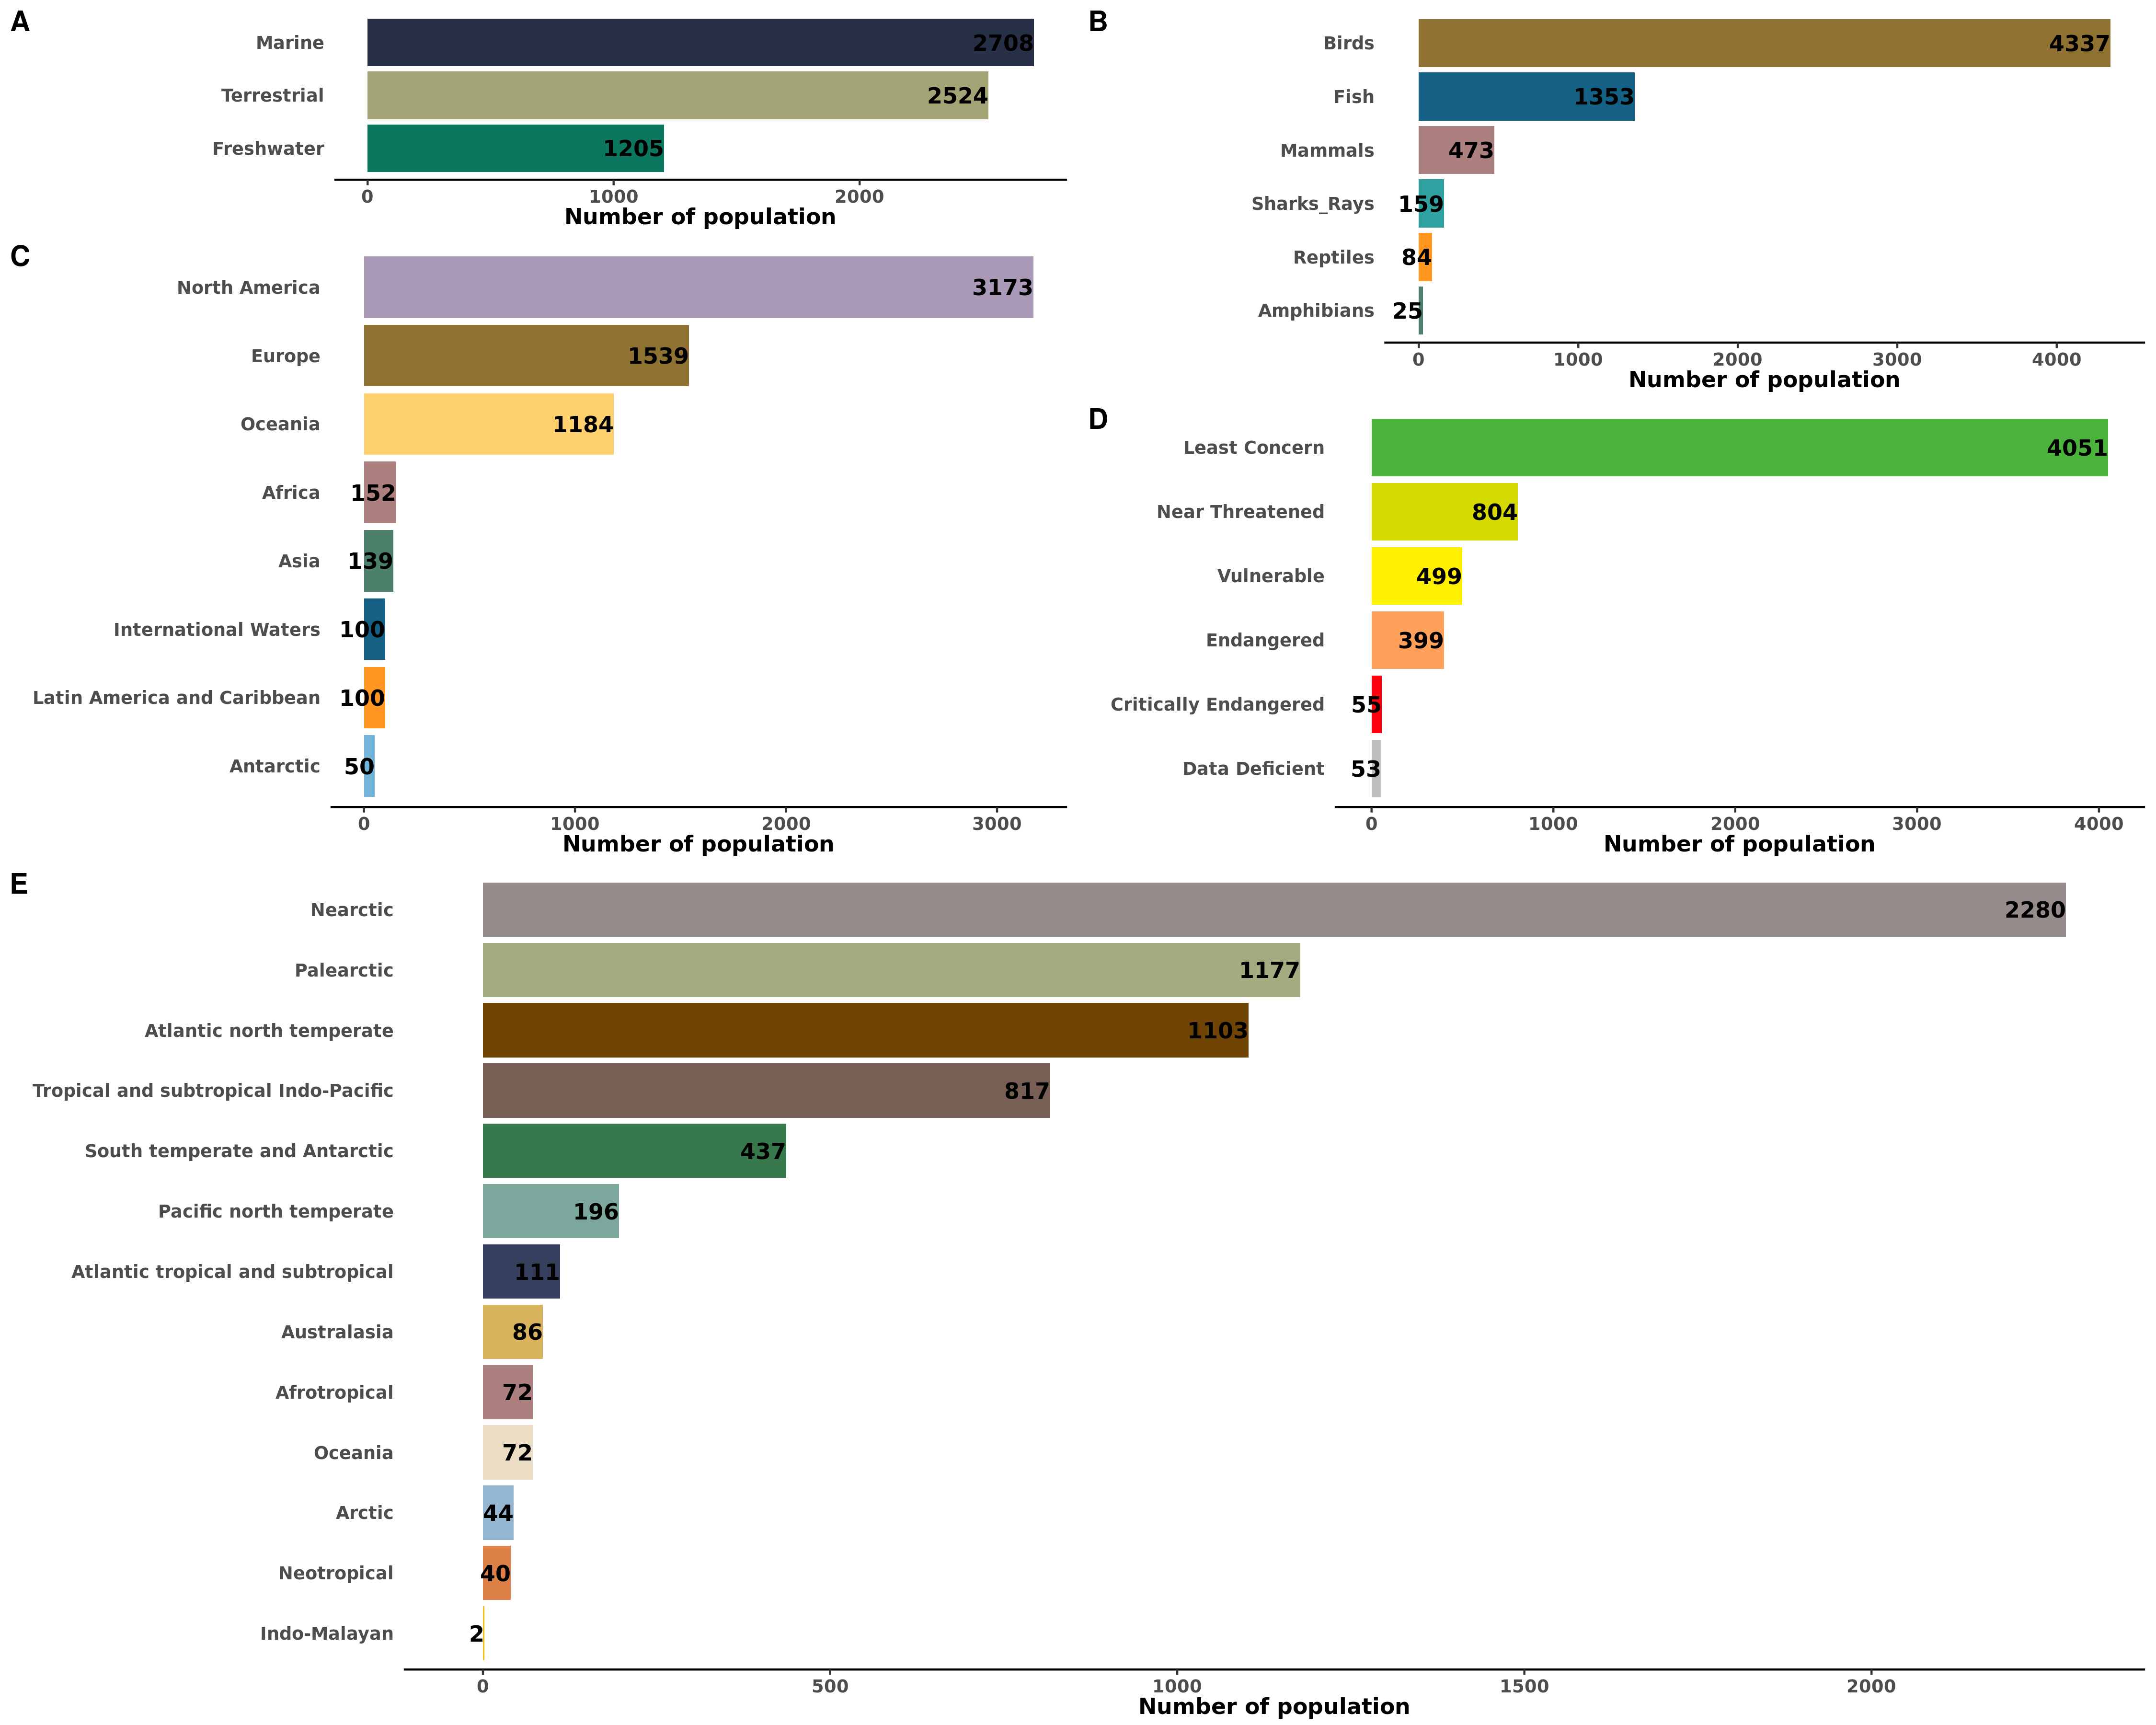 A
Marine 2708
Terrestrial 2524
Freshwater 1205
0 1000 2000
Number of population
B
Birds 4337
Fish 1353
Mammals 473
Sharks_Rays 159
Reptiles 84
Amphibians 25
0 1000 2000 3000 4000
Number of population
C
North America 3173
Europe 1539
Oceania 1184
Africa 152
Asia 139
International Waters 100
Latin America and Caribbean 100
Antarctic 50
0 1000 2000 3000
Number of population
D
Least Concern 4051
Near Threatened 804
Vulnerable 499
Endangered 399
Critically Endangered 55
Data Deficient 53
0 1000 2000 3000 4000
Number of population
E
Nearctic 2280
Palearctic 1177
Atlantic north temperate 1103
Tropical and subtropical Indo-Pacific 817
South temperate and Antarctic 437
Pacific north temperate 196
Atlantic tropical and subtropical 111
Australasia 86
Afrotropical 72
Oceania 72
Arctic 44
Neotropical 40
Indo-Malayan 2
0 500 1000 1500 2000
Number of population